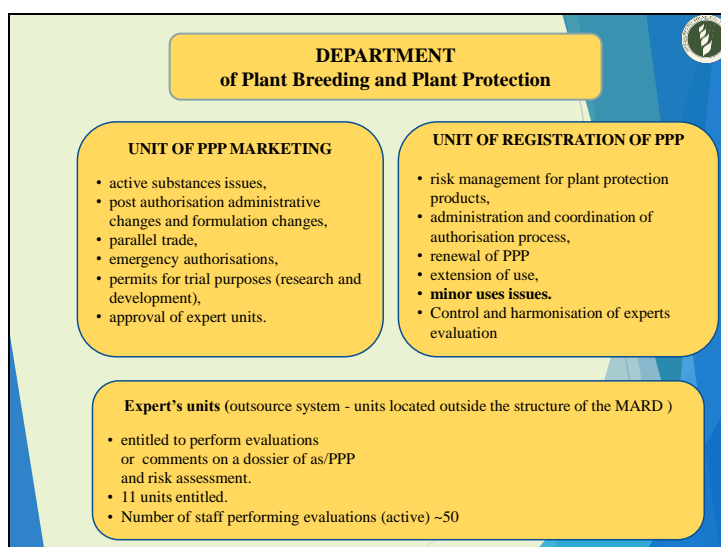 DEPARTMENT
of Plant Breeding and Plant Protection
UNIT OF PPP MARKETING
• active substances issues,
• post authorisation administrative
changes and formulation changes,
• parallel trade,
• emergency authorisations,
• permits for trial purposes (research and
development),
• approval of expert units.
UNIT OF REGISTRATION OF PPP
• risk management for plant protection
products,
• administration and coordination of
authorisation process,
• renewal of PPP
• extension of use,
• minor uses issues.
• Control and harmonisation of experts
evaluation
Expert's units (outsource system - units located outside the structure of the MARD )
• entitled to perform evaluations
or comments on a dossier of as/PPP
and risk assessment.
• 11 units entitled.
• Number of staff performing evaluations (active) ~50